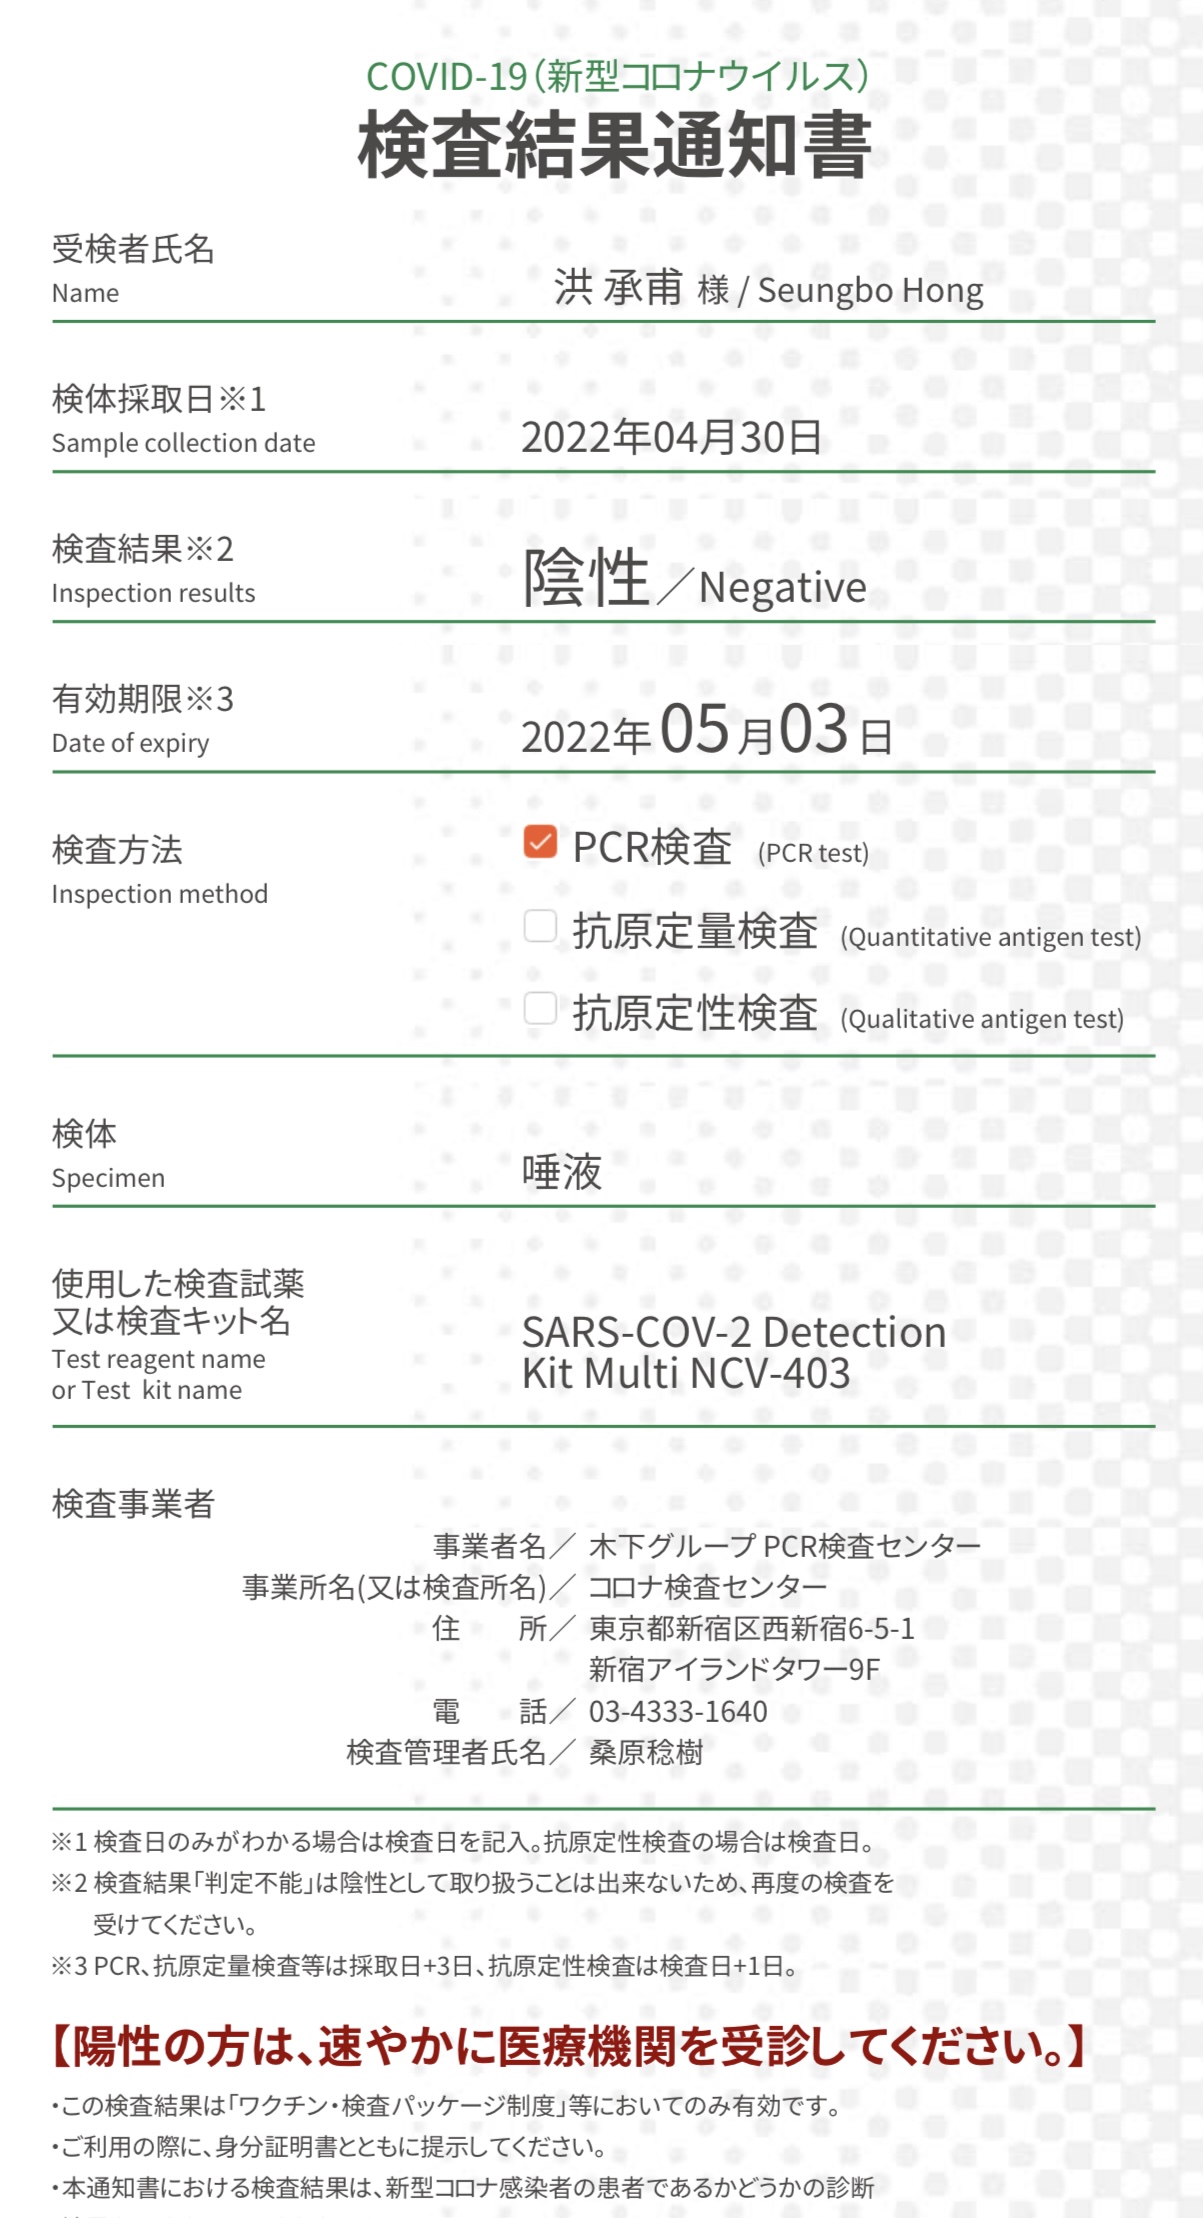 COVID-19（新型コロナウイルス）
検査結果通知書
受検者氏名
Name
洪 承甫 様 / Seungbo Hong
検体採取日※1
Sample collection date
2022年04月30日
検査結果※2
Inspection results
陰性／Negative
有効期限※3
Date of expiry
2022年05月03日
検査方法
Inspection method
PCR検査 (PCR test)
抗原定量検査 (Quantitative antigen test)
抗原定性検査 (Qualitative antigen test)
検体
Specimen
唾液
使用した検査試薬
又は検査キット名
Test reagent name
or Test kit name
SARS-COV-2 Detection
Kit Multi NCV-403
検査事業者
事業者名／ 木下グループ PCR検査センター
事業所名(又は検査所名)／ コロナ検査センター
住　所／ 東京都新宿区西新宿6-5-1
新宿アイランドタワー9F
電　話／ 03-4333-1640
検査管理者氏名／ 桑原稔樹
※1 検査日のみがわかる場合は検査日を記入。抗原定性検査の場合は検査日。
※2 検査結果「判定不能」は陰性として取り扱うことは出来ないため、再度の検査を
受けてください。
※3 PCR、抗原定量検査等は採取日+3日、抗原定性検査は検査日+1日。
【陽性の方は、速やかに医療機関を受診してください。】
・この検査結果は「ワクチン・検査パッケージ制度」等においてのみ有効です。
・ご利用の際に、身分証明書とともに提示してください。
・本通知書における検査結果は、新型コロナ感染者の患者であるかどうかの診断